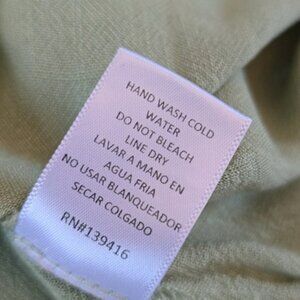 HAND WASH COLD
WATER
DO NOT BLEACH
LINE DRY
LAVAR A MANO EN
AGUA FRIA
NO USAR BLANQUEADOR
SECAR COLGADO
RN#139416